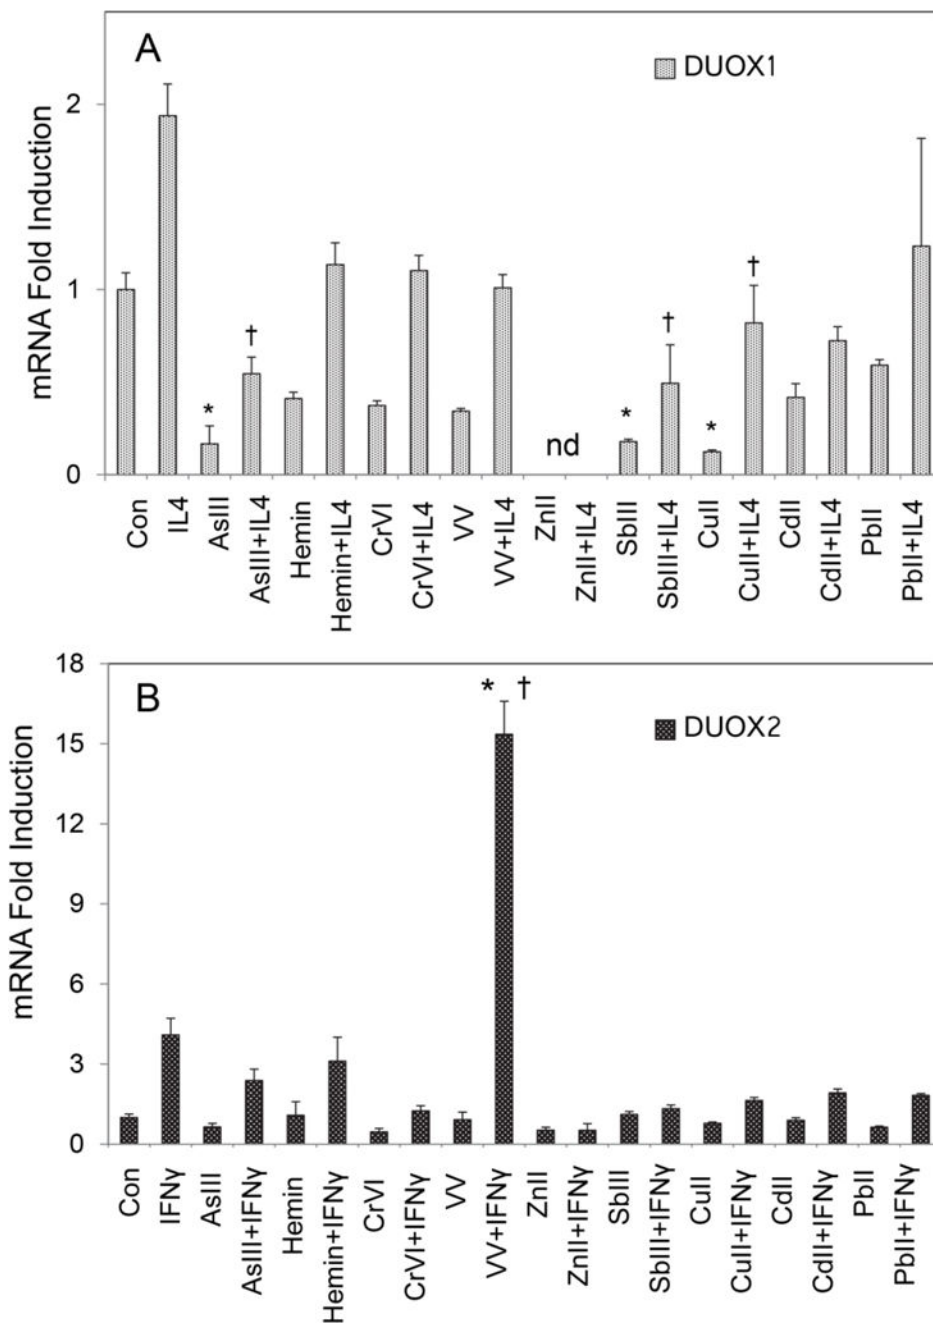 A
DUOX1
mRNA Fold Induction
2
1
0
*
†
nd
*
†
*
†
Con
IL4
AsIII
AsIII+IL4
Hemin
Hemin+IL4
CrVI
CrVI+IL4
VV
VV+IL4
ZnII
ZnII+IL4
SbIII
SbIII+IL4
CuII
CuII+IL4
CdII
CdII+IL4
PbII
PbII+IL4
B
DUOX2
mRNA Fold Induction
18
15
12
9
6
3
0
* †
Con
IFNγ
AsIII
AsIII+IFNγ
Hemin
Hemin+IFNγ
CrVI
CrVI+IFNγ
VV
VV+IFNγ
ZnII
ZnII+IFNγ
SbIII
SbIII+IFNγ
CuII
CuII+IFNγ
CdII
CdII+IFNγ
PbII
PbII+IFNγ